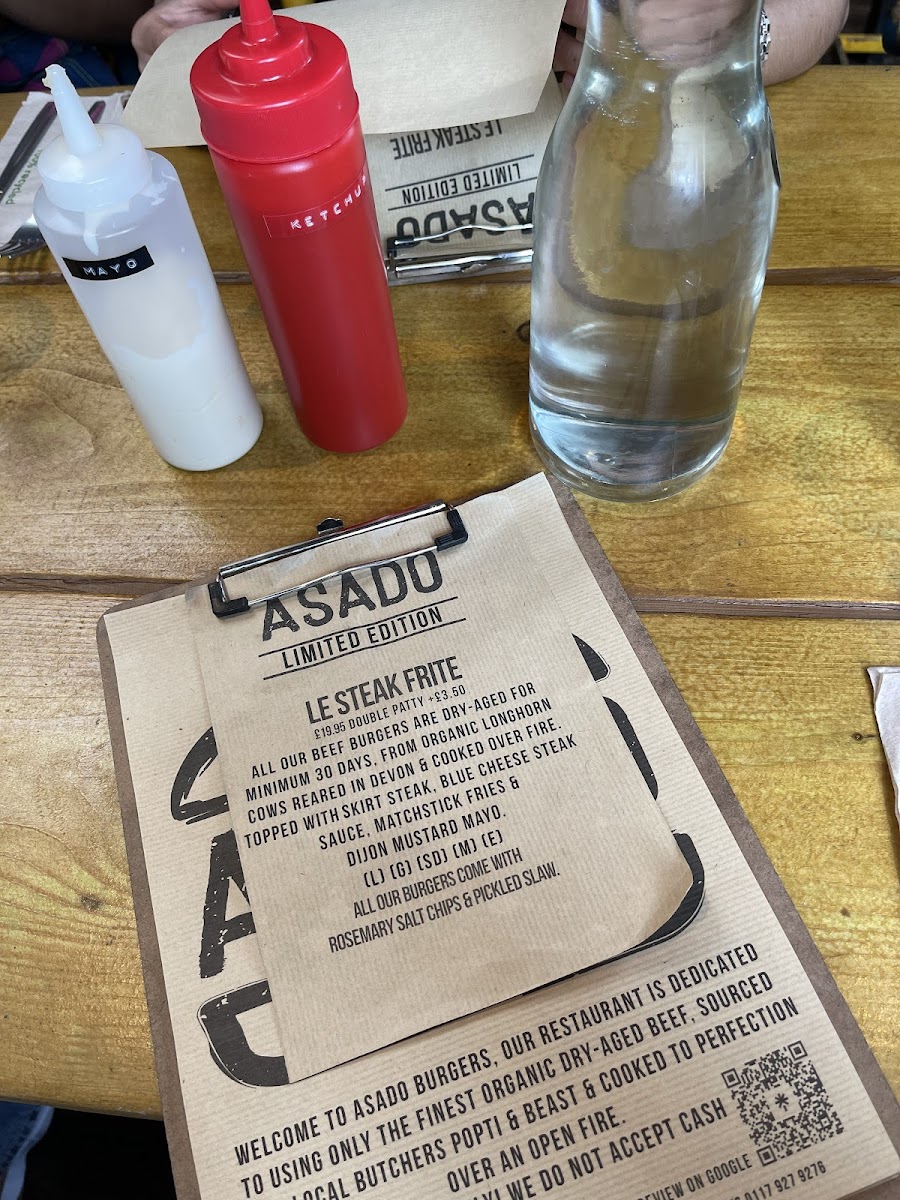 MAYO
KETCHUP
LE STEAK FRITE
LIMITED EDITION
ASADO
ASADO
LIMITED EDITION
LE STEAK FRITE
£19.95 DOUBLE PATTY +£3.50
ALL OUR BEEF BURGERS ARE DRY-AGED FOR
MINIMUM 30 DAYS, FROM ORGANIC LONGHORN
COWS REARED IN DEVON & COOKED OVER FIRE.
TOPPED WITH SKIRT STEAK, BLUE CHEESE STEAK
SAUCE, MATCHSTICK FRIES &
DIJON MUSTARD MAYO.
(L) (G) (SD) (M) (E)
ALL OUR BURGERS COME WITH
ROSEMARY SALT CHIPS & PICKLED SLAW.
WELCOME TO ASADO BURGERS, OUR RESTAURANT IS DEDICATED
TO USING ONLY THE FINEST ORGANIC DRY-AGED BEEF, SOURCED
LOCAL BUTCHERS POPTI & BEAST & COOKED TO PERFECTION
OVER AN OPEN FIRE.
WE DO NOT ACCEPT CASH
REVIEW ON GOOGLE
0117 927 9276